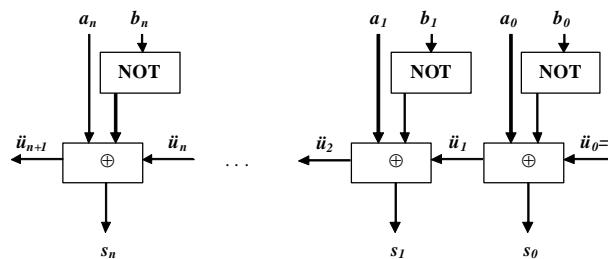 aₙ bₙ a₁ b₁ a₀ b₀
NOT NOT NOT
üₙ₊₁ ⊕ üₙ . . . ü₂ ⊕ ü₁ ⊕ ü₀=
sₙ s₁ s₀